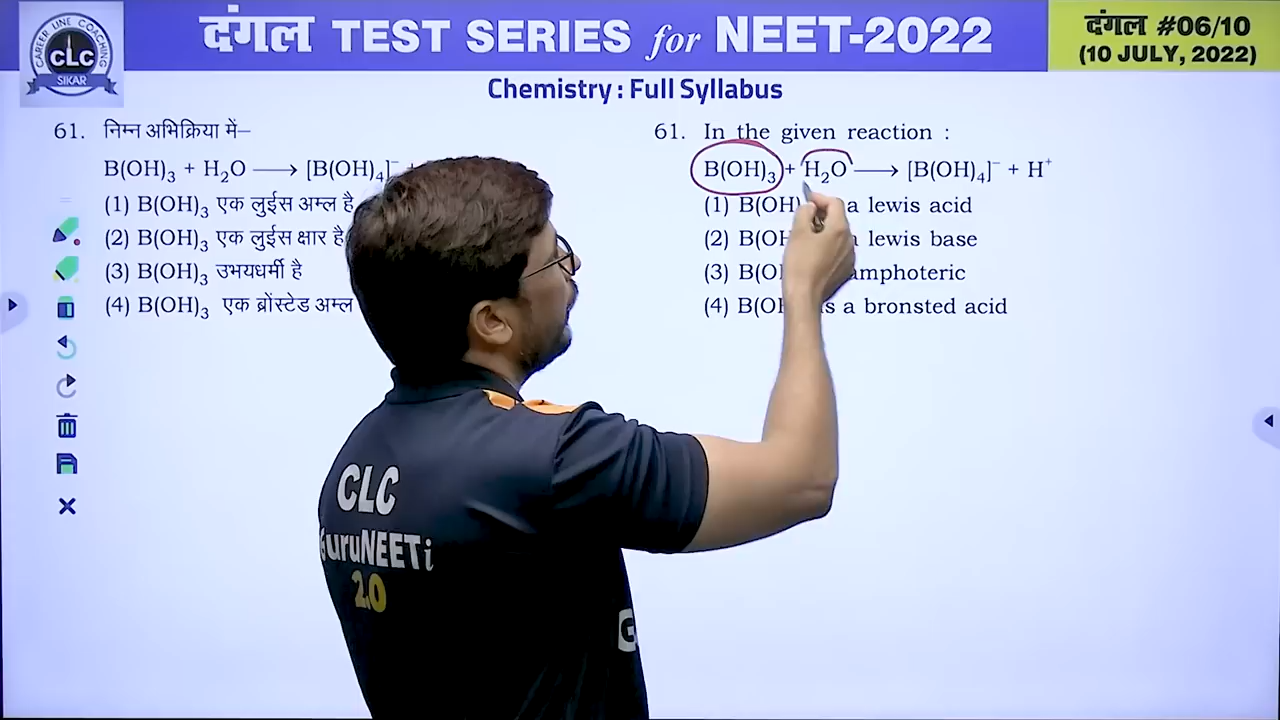 CAREER LINE COACHING
CLC
SIKAR
दंगल TEST SERIES for NEET-2022
दंगल #06/10
(10 JULY, 2022)
Chemistry : Full Syllabus
61. निम्न अभिक्रिया में–
B(OH)₃ + H₂O ⟶ [B(OH)₄]⁻ +
(1) B(OH)₃ एक लुईस अम्ल है
(2) B(OH)₃ एक लुईस क्षार है
(3) B(OH)₃ उभयधर्मी है
(4) B(OH)₃ एक ब्रोंस्टेड अम्ल
61. In the given reaction :
B(OH)₃ + H₂O ⟶ [B(OH)₄]⁻ + H⁺
(1) B(OH) a lewis acid
(2) B(OH lewis base
(3) B(O amphoteric
(4) B(OH is a bronsted acid
CLC
GuruNEETi
2.0
G